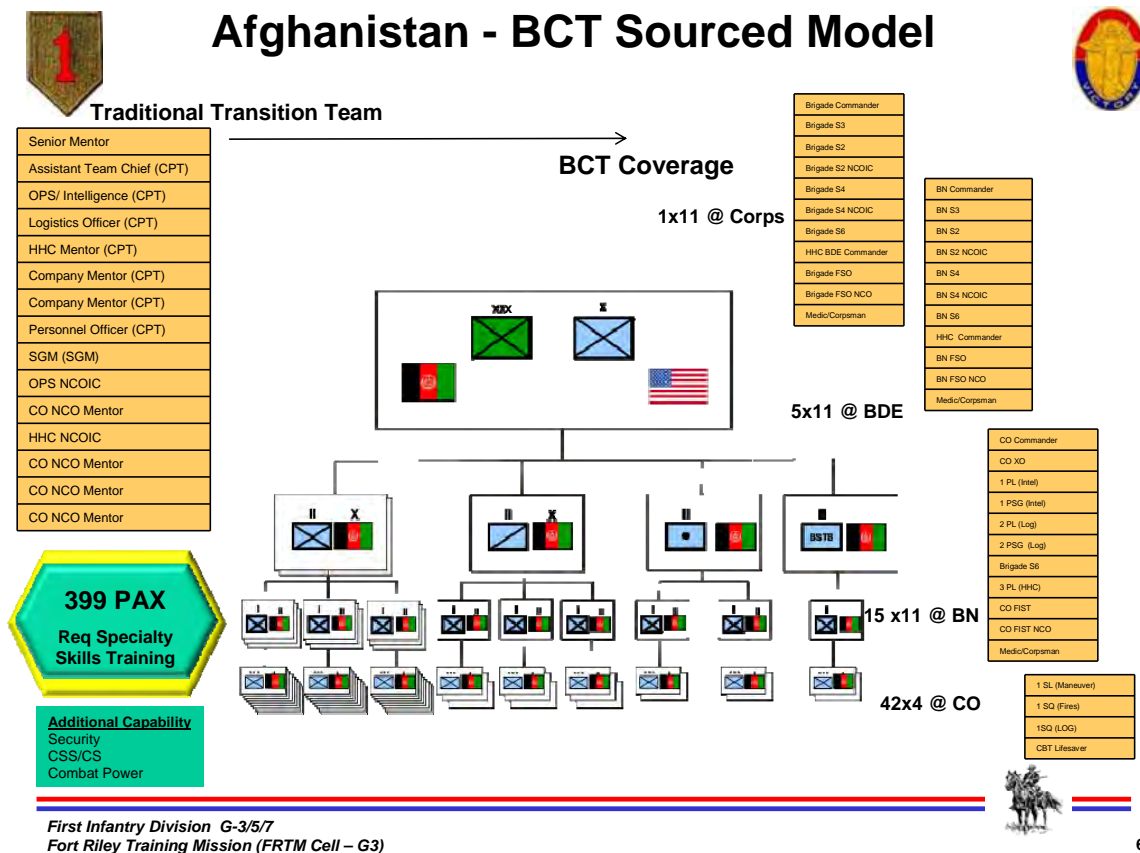 Afghanistan - BCT Sourced Model
1
VICTORY
Traditional Transition Team
BCT Coverage
Senior Mentor
Assistant Team Chief (CPT)
OPS/ Intelligence (CPT)
Logistics Officer (CPT)
HHC Mentor (CPT)
Company Mentor (CPT)
Company Mentor (CPT)
Personnel Officer (CPT)
SGM (SGM)
OPS NCOIC
CO NCO Mentor
HHC NCOIC
CO NCO Mentor
CO NCO Mentor
CO NCO Mentor
1x11 @ Corps
Brigade Commander
Brigade S3
Brigade S2
Brigade S2 NCOIC
Brigade S4
Brigade S4 NCOIC
Brigade S6
HHC BDE Commander
Brigade FSO
Brigade FSO NCO
Medic/Corpsman
5x11 @ BDE
BN Commander
BN S3
BN S2
BN S2 NCOIC
BN S4
BN S4 NCOIC
BN S6
HHC Commander
BN FSO
BN FSO NCO
Medic/Corpsman
XXX
X
II X
II X
II
BSTB
15 x11 @ BN
CO Commander
CO XO
1 PL (Intel)
1 PSG (Intel)
2 PL (Log)
2 PSG (Log)
Brigade S6
3 PL (HHC)
CO FIST
CO FIST NCO
Medic/Corpsman
42x4 @ CO
1 SL (Maneuver)
1 SQ (Fires)
1SQ (LOG)
CBT Lifesaver
399 PAX
Req Specialty
Skills Training
Additional Capability
Security
CSS/CS
Combat Power
First Infantry Division G-3/5/7
Fort Riley Training Mission (FRTM Cell – G3)
6